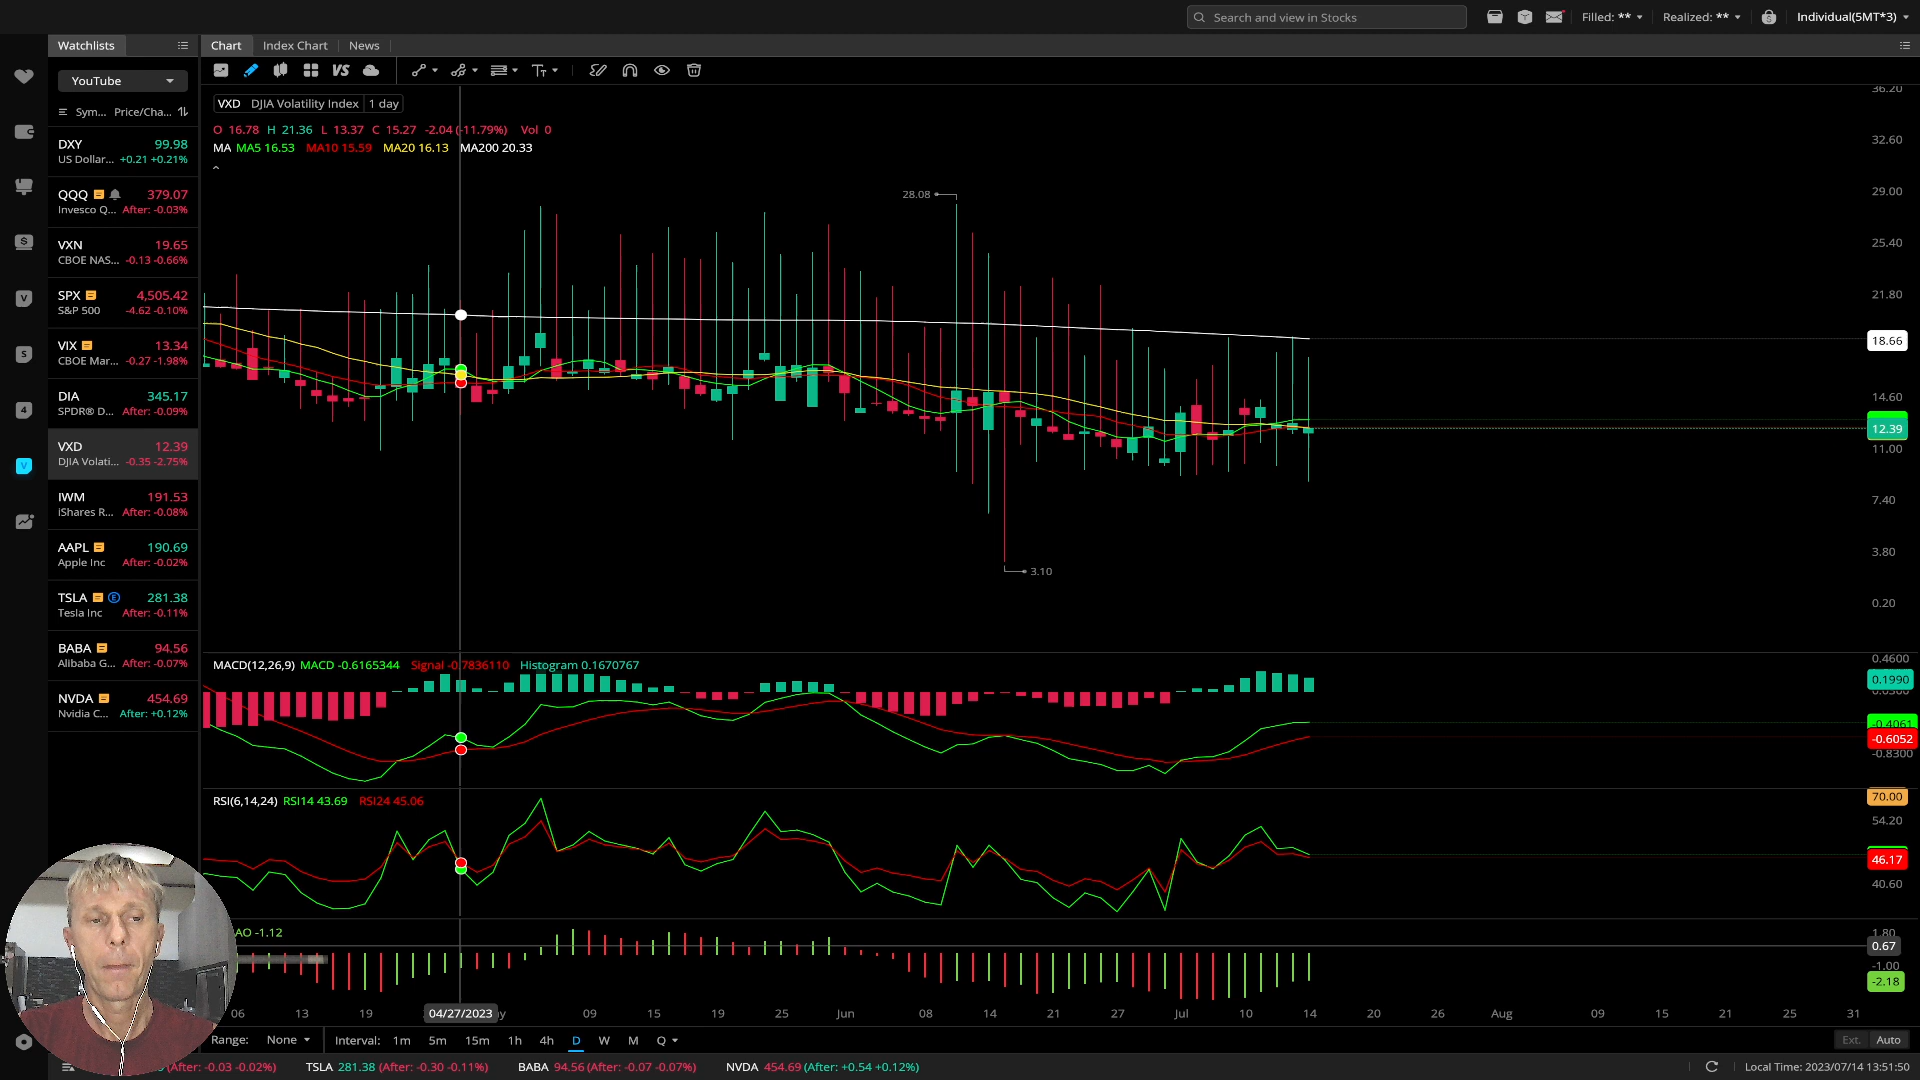 Search and view in Stocks
Filled: **
Realized: **
Individual(5MT*3)
Watchlists
Chart
Index Chart
News
YouTube
VS
Sym... Price/Cha...
VXD DJIA Volatility Index 1 day
O 16.78 H 21.36 L 13.37 C 15.27 -2.04 (-11.79%) Vol 0
MA MA5 16.53 MA10 15.59 MA20 16.13 MA200 20.33
DXY 99.98
US Dollar... +0.21 +0.21%
QQQ 379.07
Invesco Q... After: -0.03%
VXN 19.65
CBOE NAS... -0.13 -0.66%
SPX 4,505.42
S&P 500 -4.62 -0.10%
VIX 13.34
CBOE Mar... -0.27 -1.98%
DIA 345.17
SPDR® D... After: -0.09%
VXD 12.39
DJIA Volati... -0.35 -2.75%
IWM 191.53
iShares R... After: -0.08%
AAPL 190.69
Apple Inc After: -0.02%
TSLA E 281.38
Tesla Inc After: -0.11%
BABA 94.56
Alibaba G... After: -0.07%
NVDA 454.69
Nvidia C... After: +0.12%
28.08
3.10
36.20
32.60
29.00
25.40
21.80
18.66
14.60
12.39
11.00
7.40
3.80
0.20
MACD(12,26,9) MACD -0.6165344 Signal -0.7836110 Histogram 0.1670767
0.4600
0.1990
-0.4061
-0.6052
-0.8300
RSI(6,14,24) RSI14 43.69 RSI24 45.06
70.00
54.20
46.17
40.60
AO -1.12
1.80
0.67
-1.00
-2.18
06 13 19 04/27/2023 09 15 19 25 Jun 08 14 21 27 Jul 10 14 20 26 Aug 09 15 21 25 31
Range: None Interval: 1m 5m 15m 1h 4h D W M Q
Ext. Auto
(After: -0.03 -0.02%) TSLA 281.38 (After: -0.30 -0.11%) BABA 94.56 (After: -0.07 -0.07%) NVDA 454.69 (After: +0.54 +0.12%)
Local Time: 2023/07/14 13:51:50